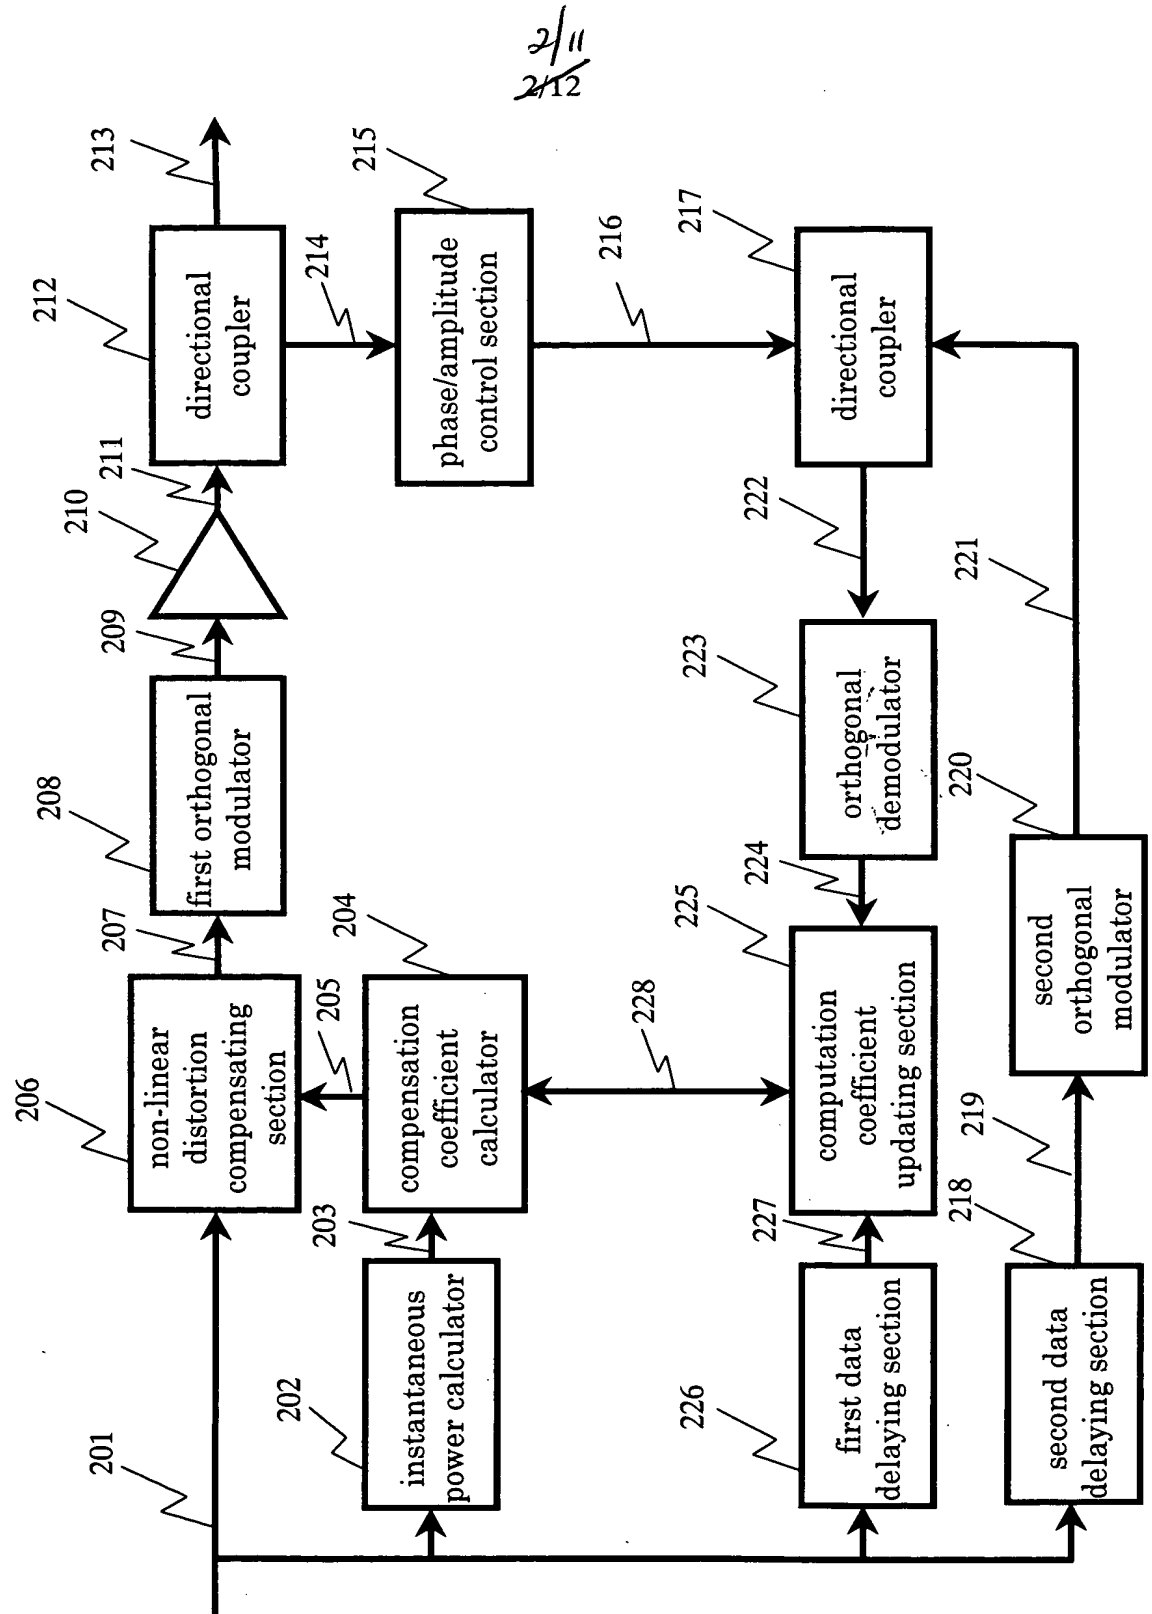 2/11
2/12
201
202
instantaneous
power calculator
203
204
compensation
coefficient
calculator
205
206
non-linear
distortion
compensating
section
207
208
first orthogonal
modulator
209
210
211
212
directional
coupler
213
214
215
phase/amplitude
control section
216
217
directional
coupler
218
second data
delaying section
219
220
second
orthogonal
modulator
221
222
223
orthogonal
demodulator
224
225
computation
coefficient
updating section
226
first data
delaying section
227
228